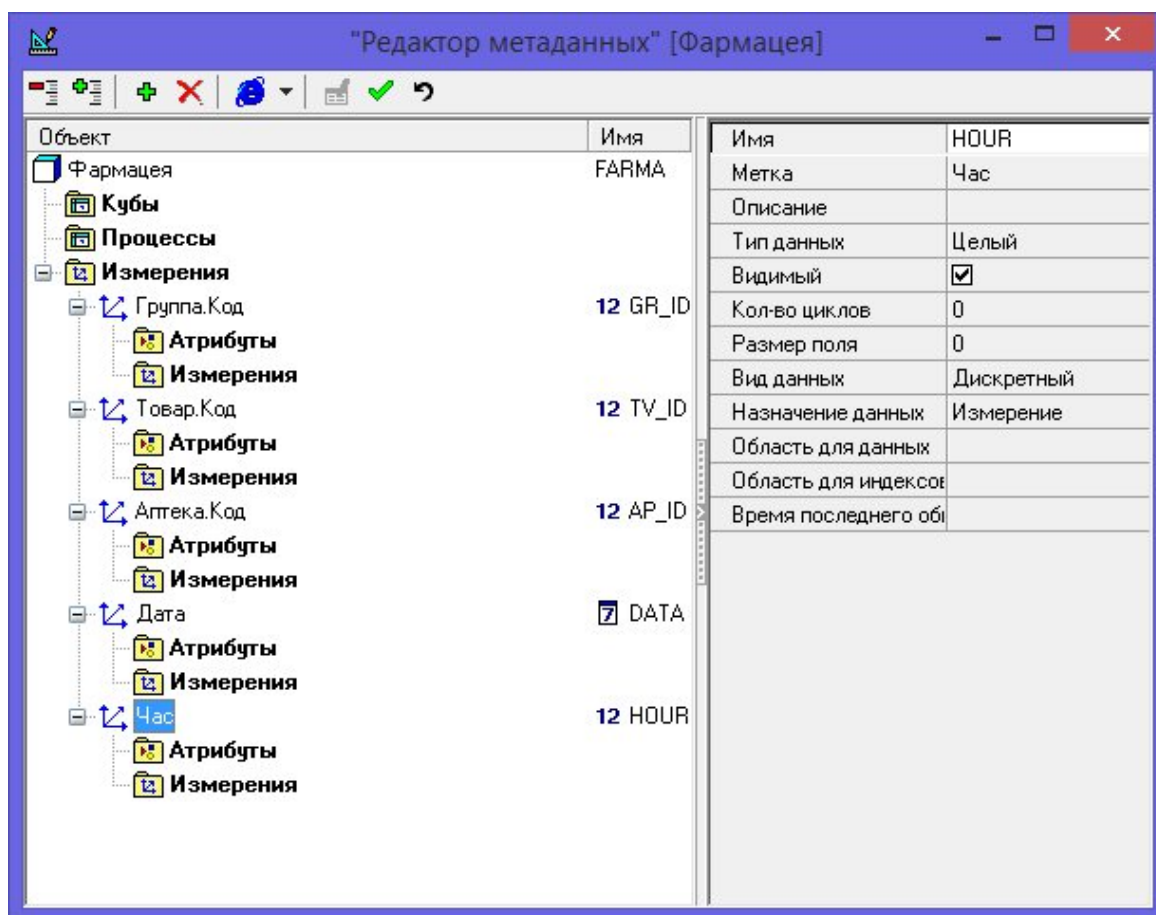 "Редактор метаданных" [Фармацея]
Объект Имя
Фармацея FARMA
Кубы
Процессы
Измерения
Группа.Код 12 GR_ID
Атрибуты
Измерения
Товар.Код 12 TV_ID
Атрибуты
Измерения
Аптека.Код 12 AP_ID
Атрибуты
Измерения
Дата 7 DATA
Атрибуты
Измерения
Час 12 HOUR
Атрибуты
Измерения
Имя HOUR
Метка Час
Описание
Тип данных Целый
Видимый
Кол-во циклов 0
Размер поля 0
Вид данных Дискретный
Назначение данных Измерение
Область для данных
Область для индексов
Время последнего обн